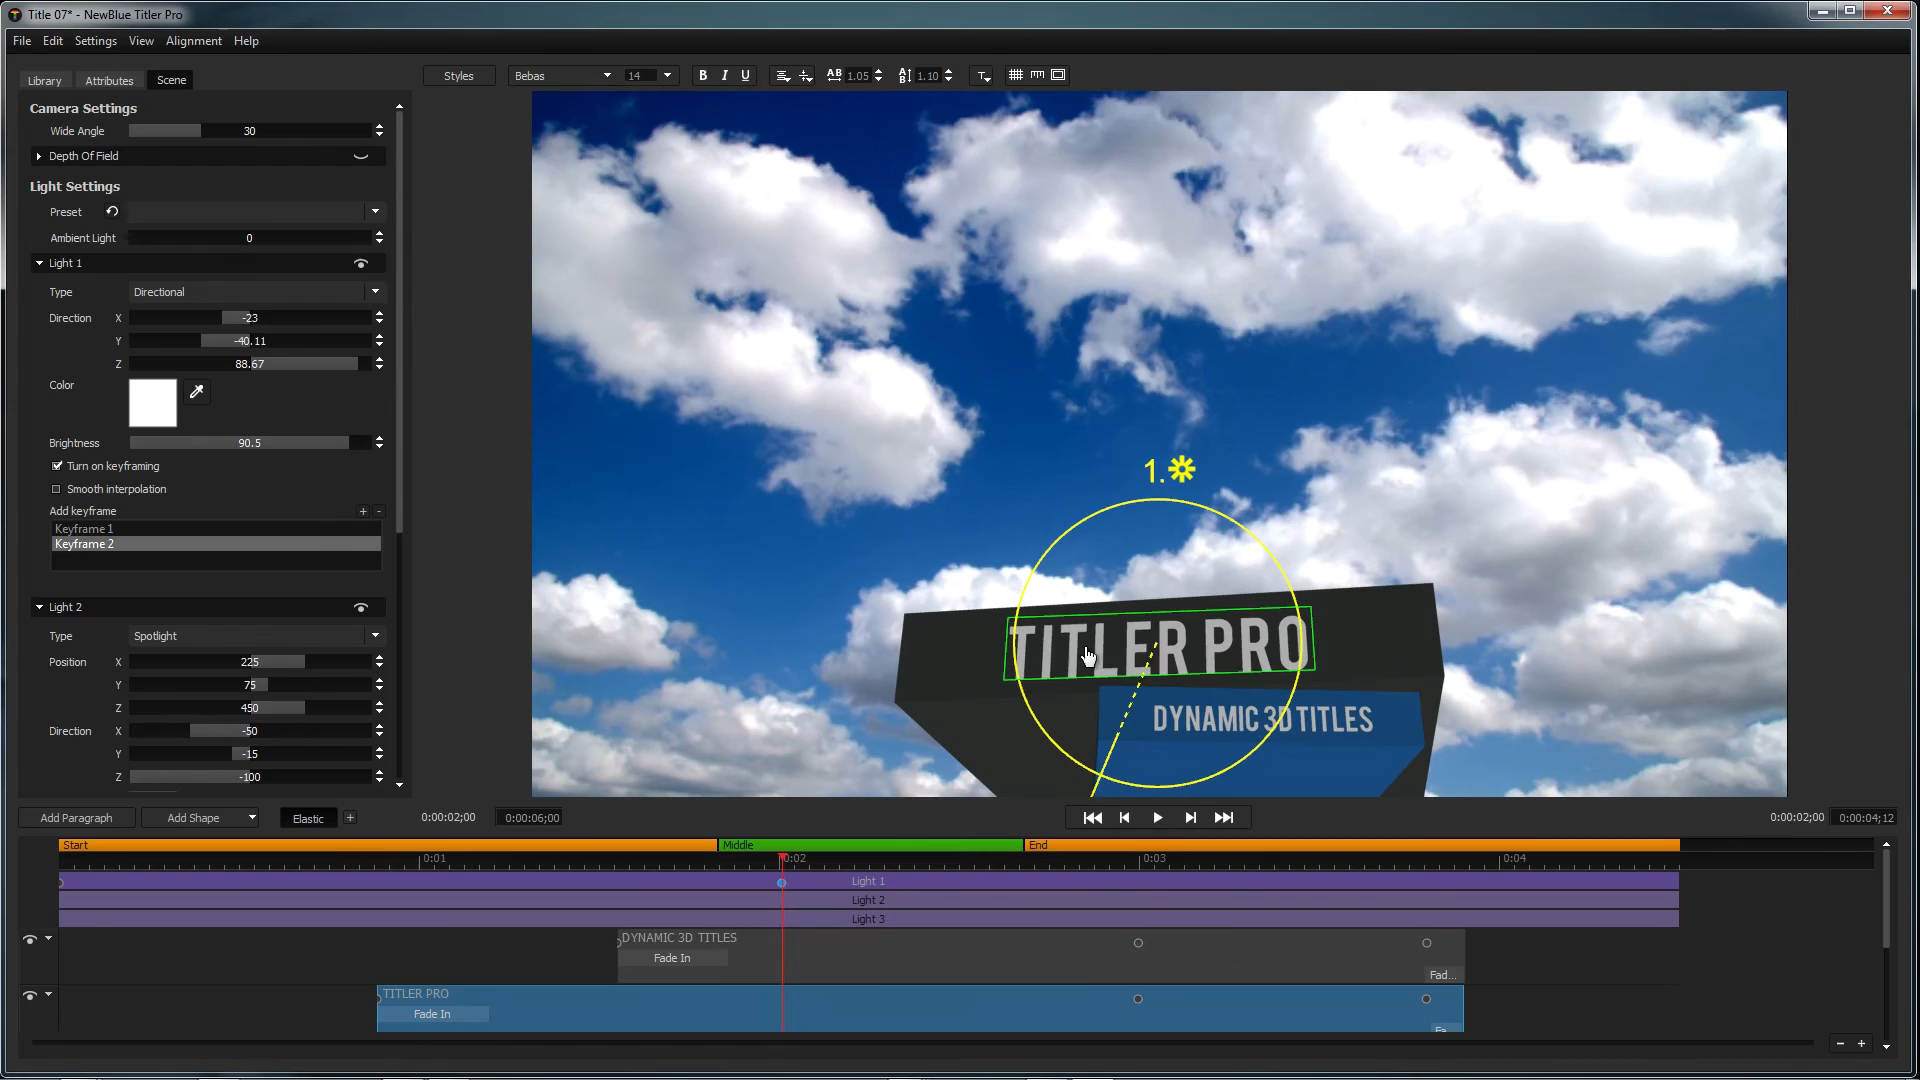 Title 07* - NewBlue Titler Pro
File Edit Settings View Alignment Help
Library Attributes Scene
Styles Bebas 14 B I U AB 1.05 1.10 T
Camera Settings
Wide Angle 30
Depth Of Field
Light Settings
Preset
Ambient Light 0
Light 1
Type Directional
Direction X -23
Y -40.11
Z 88.67
Color
Brightness 90.5
Turn on keyframing
Smooth interpolation
Add keyframe + -
Keyframe 1
Keyframe 2
Light 2
Type Spotlight
Position X 225
Y 75
Z 450
Direction X -50
Y -15
Z -100
1.
TITLER PRO
DYNAMIC 3D TITLES
Add Paragraph Add Shape Elastic + 0:00:02;00 0:00:06;00 0:00:02;00 0:00:04;12
Start Middle End
0:01 0:02 0:03 0:04
Light 1
Light 2
Light 3
DYNAMIC 3D TITLES
Fade In Fad...
TITLER PRO
Fade In
- +